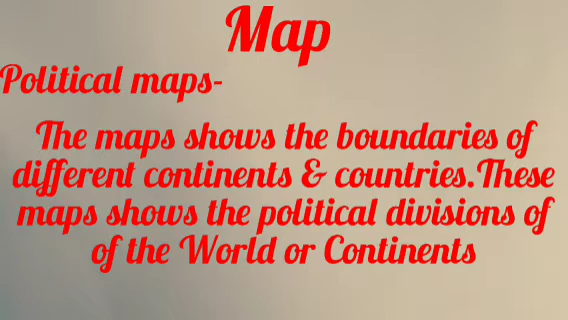 Map
Political maps-
The maps shows the boundaries of
different continents & countries.These
maps shows the political divisions of
of the World or Continents